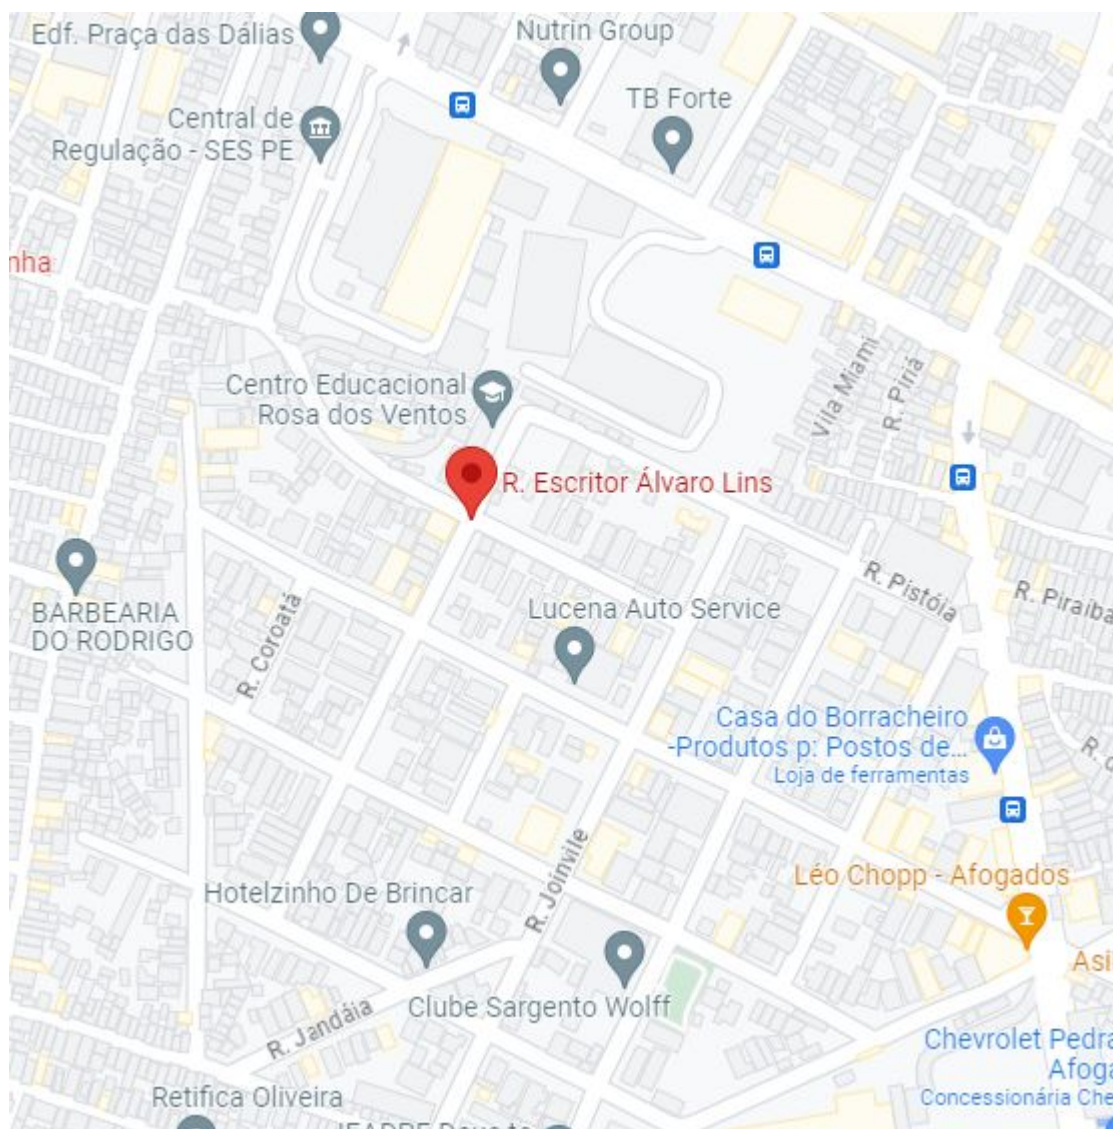 Edf. Praça das Dálias
Nutrin Group
TB Forte
Central de
Regulação - SES PE
nha
Centro Educacional
Rosa dos Ventos
Vila Miami
R. Piriá
R. Escritor Álvaro Lins
R. Pistóia
R. Piraiba
BARBEARIA
DO RODRIGO
R. Coroatá
Lucena Auto Service
Casa do Borracheiro
-Produtos p: Postos de...
Loja de ferramentas
R. d
R. Joinvile
Léo Chopp - Afogados
Hotelzinho De Brincar
Asi
Clube Sargento Wolff
R. Jandáia
Chevrolet Pedra
Afoga
Concessionária Che
Retifica Oliveira